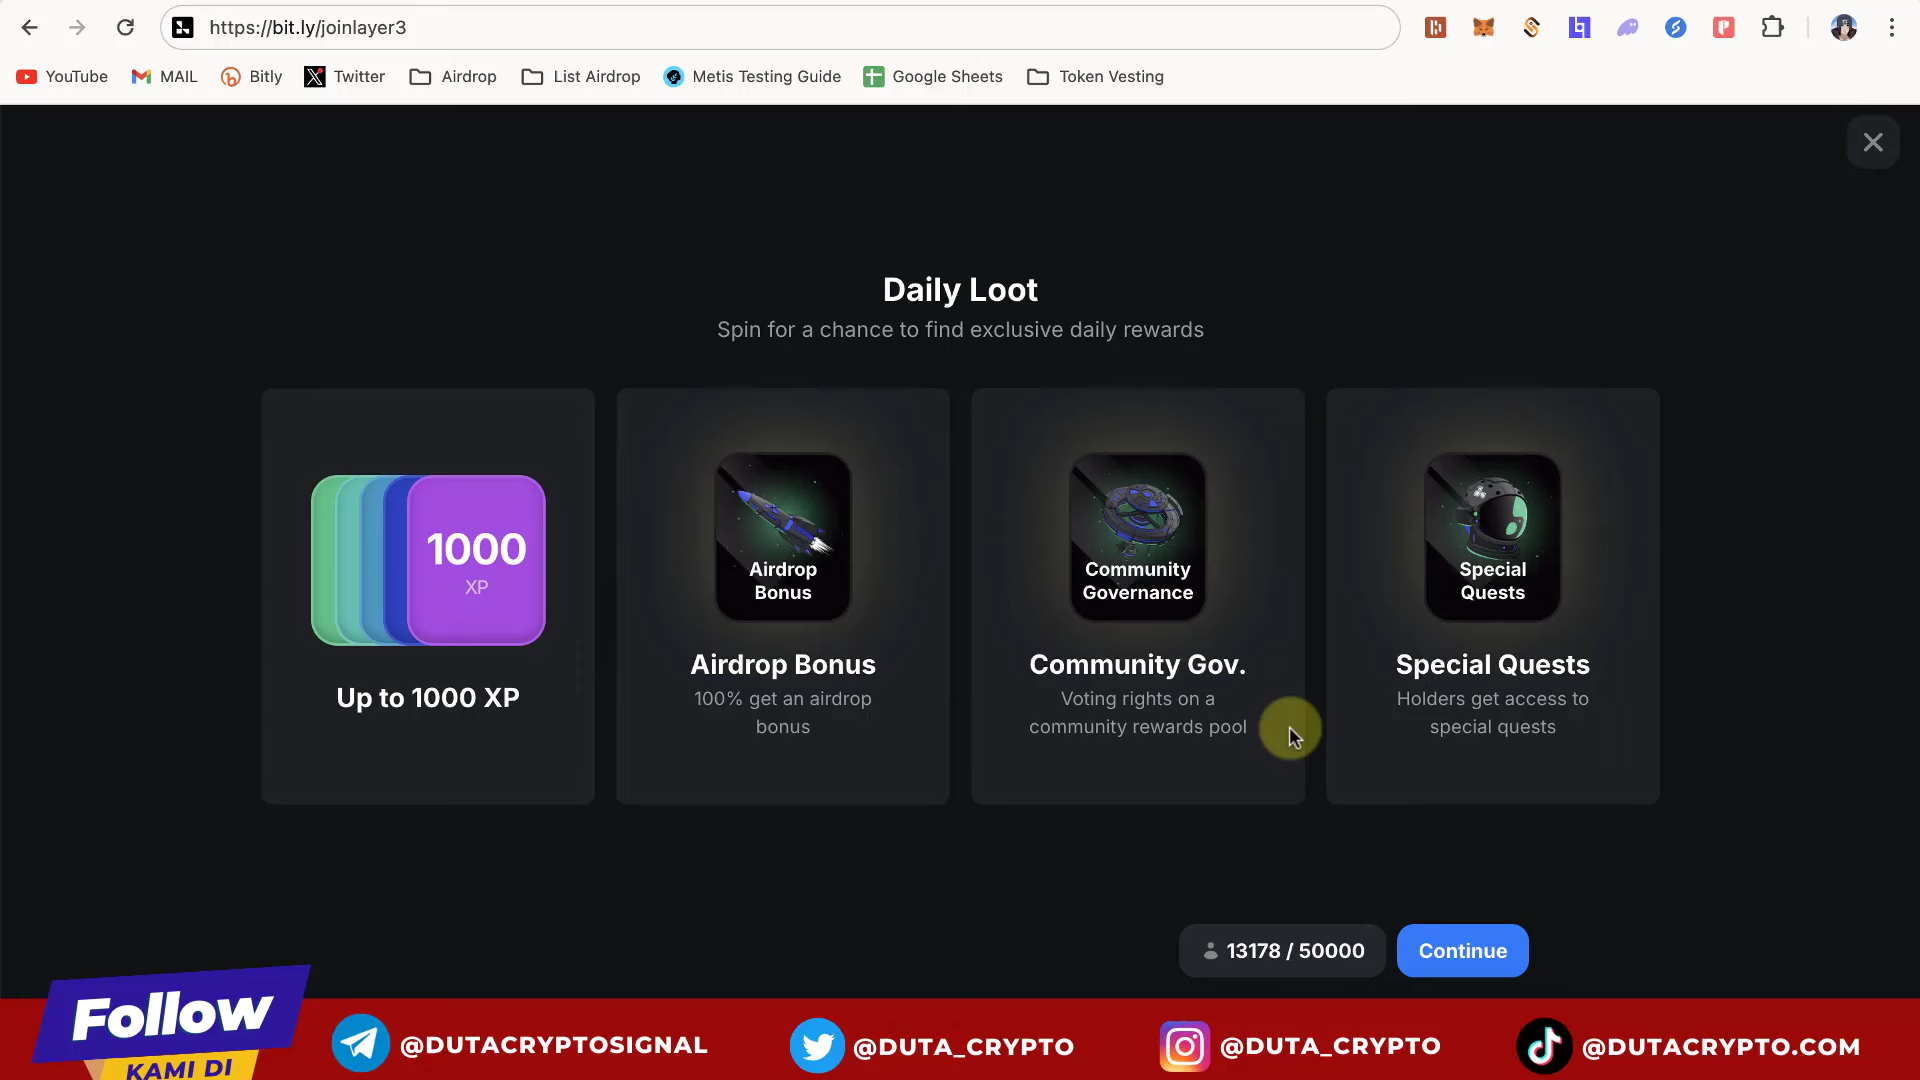 https://bit.ly/joinlayer3
YouTube
MAIL
Bitly
Twitter
Airdrop
List Airdrop
Metis Testing Guide
Google Sheets
Token Vesting
Daily Loot
Spin for a chance to find exclusive daily rewards
1000
XP
Up to 1000 XP
Airdrop
Bonus
Airdrop Bonus
100% get an airdrop
bonus
Community
Governance
Community Gov.
Voting rights on a
community rewards pool
Special
Quests
Special Quests
Holders get access to
special quests
13178 / 50000
Continue
Follow
KAMI DI
@DUTACRYPTOSIGNAL
@DUTA_CRYPTO
@DUTA_CRYPTO
@DUTACRYPTO.COM